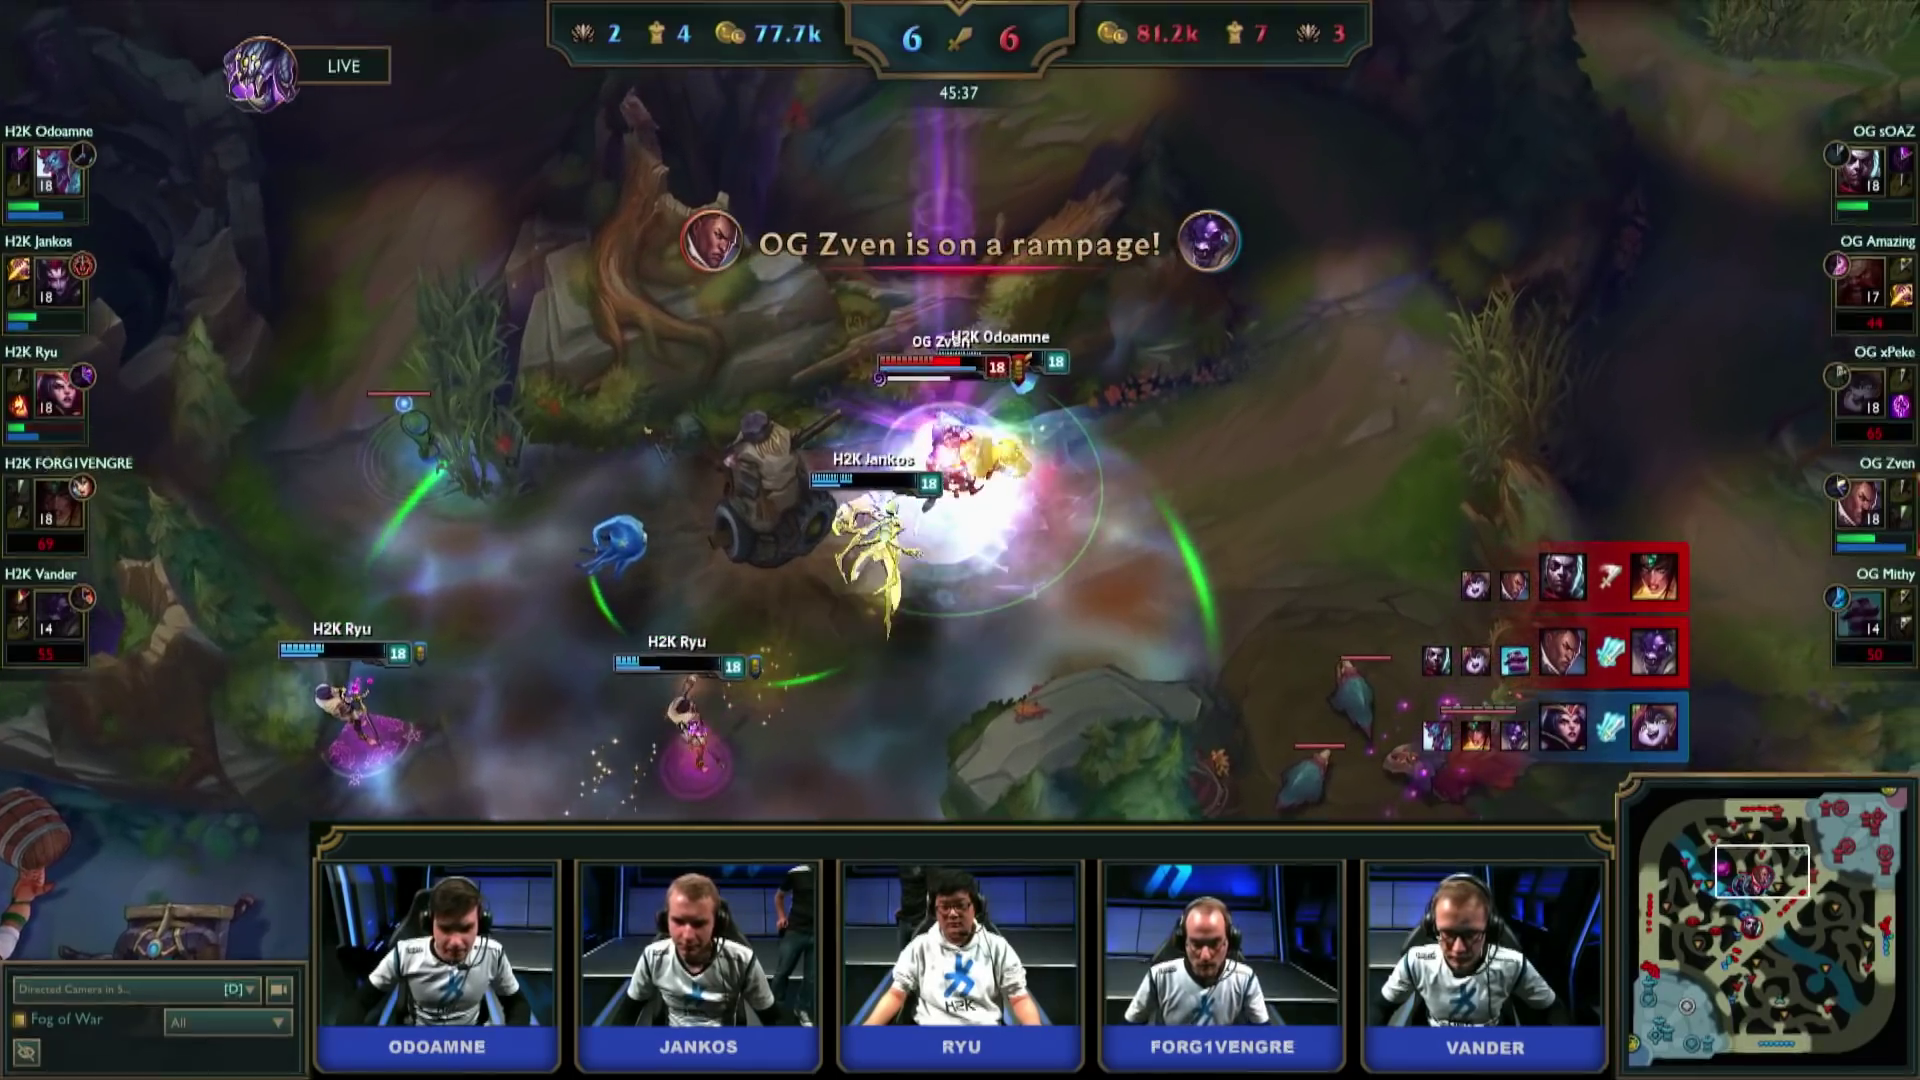 2 4 77.7k 6 6 81.2k 7 3
45:37
LIVE
H2K Odoamne
18
H2K Jankos
18
H2K Ryu
18
H2K FORG1VENGRE
18
69
H2K Vander
14
55
OG sOAZ
18
OG Amazing
17
44
OG xPeke
18
65
OG Zven
18
OG Mithy
14
50
OG Zven is on a rampage!
OG Zven
H2K Odoamne
18
18
H2K Jankos
18
H2K Ryu
18
H2K Ryu
18
Directed Camera in S... [D]
Fog of War
All
H2K
ODOAMNE
JANKOS
RYU
FORG1VENGRE
VANDER